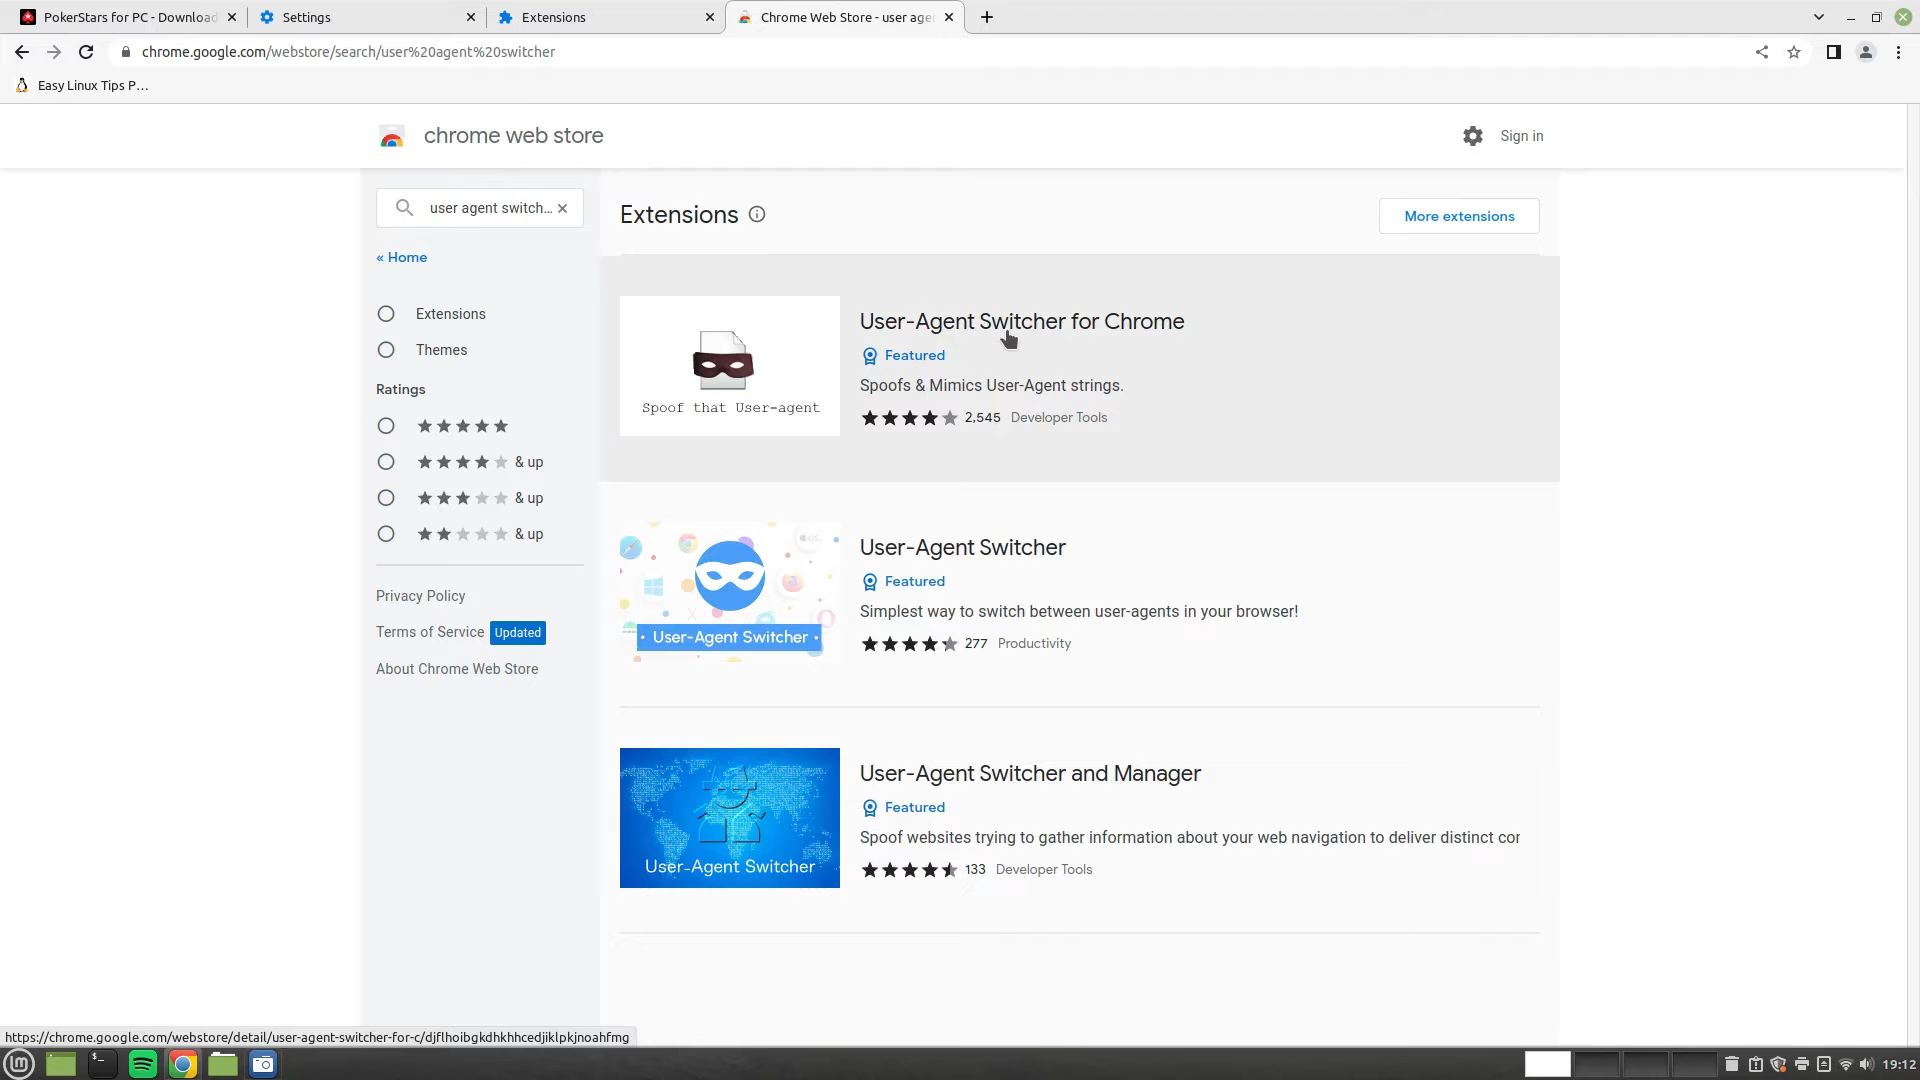 PokerStars for PC - Download
Settings
Extensions
Chrome Web Store - user agen
chrome.google.com/webstore/search/user%20agent%20switcher
Easy Linux Tips P…
chrome web store
Sign in
user agent switch...
« Home
Extensions
Themes
Ratings
& up
& up
& up
Privacy Policy
Terms of Service Updated
About Chrome Web Store
Extensions
More extensions
Spoof that User-agent
User-Agent Switcher for Chrome
Featured
Spoofs & Mimics User-Agent strings.
2,545 Developer Tools
User-Agent Switcher
User-Agent Switcher
Featured
Simplest way to switch between user-agents in your browser!
277 Productivity
User-Agent Switcher
User-Agent Switcher and Manager
Featured
Spoof websites trying to gather information about your web navigation to deliver distinct cor
133 Developer Tools
https://chrome.google.com/webstore/detail/user-agent-switcher-for-c/djflhoibgkdhkhhcedjiklpkjnoahfmg
19:12